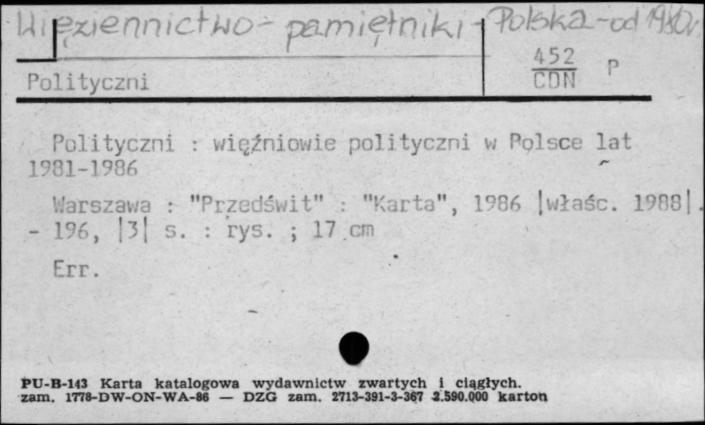 Więziennictwo - pamiętniki - Polska - od 1980 r.
452
CDN P
Polityczni
Polityczni : więźniowie polityczni w Polsce lat
1981-1986
Warszawa : "Przedświt" : "Karta", 1986 |właśc. 1988|.
- 196, |3| s. : rys. ; 17 cm
Err.
PU-B-143 Karta katalogowa wydawnictw zwartych i ciągłych.
zam. 1778-DW-ON-WA-86 — DZG zam. 2713-391-3-367 2.590.000 karton